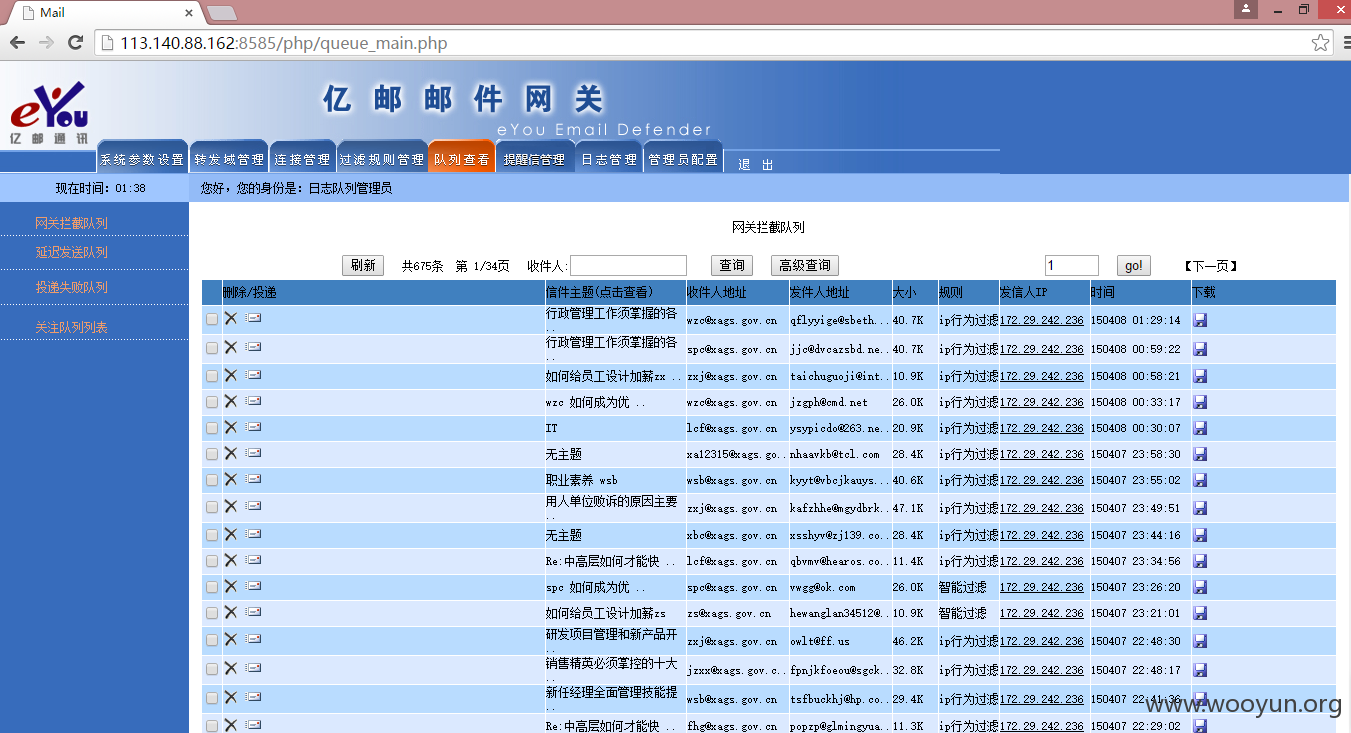 Mail
113.140.88.162:8585/php/queue_main.php
eYou
亿邮通讯
亿邮邮件网关
eYou Email Defender
系统参数设置 转发域管理 连接管理 过滤规则管理 队列查看 提醒信管理 日志管理 管理员配置 退 出
现在时间：01:38 您好，您的身份是：日志队列管理员
网关拦截队列
延迟发送队列
投递失败队列
关注队列列表
网关拦截队列
刷新 共675条 第 1/34页 收件人: 查询 高级查询 1 go! 【下一页】
删除/投递 信件主题(点击查看) 收件人地址 发件人地址 大小 规则 发信人IP 时间 下载
行政管理工作须掌握的各 .. wzc@xags.gov.cn qflyyige@sbeth... 40.7K ip行为过滤 172.29.242.236 150408 01:29:14
行政管理工作须掌握的各 .. spc@xags.gov.cn jjc@dvcazsbd.ne.. 40.7K ip行为过滤 172.29.242.236 150408 00:59:22
如何给员工设计加薪zx .. zxj@xags.gov.cn taichuguoji@int.. 10.9K ip行为过滤 172.29.242.236 150408 00:58:21
wzc 如何成为优 .. wzc@xags.gov.cn jzgph@cmd.net 26.0K ip行为过滤 172.29.242.236 150408 00:33:17
IT lcf@xags.gov.cn ysypicdo@263.ne.. 20.9K ip行为过滤 172.29.242.236 150408 00:30:07
无主题 xa12315@xags.go.. nhaavkb@tcl.com 28.4K ip行为过滤 172.29.242.236 150407 23:58:30
职业素养 wsb wsb@xags.gov.cn kyyt@vbcjkauys... 40.6K ip行为过滤 172.29.242.236 150407 23:55:02
用人单位败诉的原因主要 .. zxj@xags.gov.cn kafzhhe@mgydbrk.. 47.1K ip行为过滤 172.29.242.236 150407 23:49:51
无主题 xbc@xags.gov.cn xsshyv@zj139.co.. 28.4K ip行为过滤 172.29.242.236 150407 23:44:16
Re:中高层如何才能快 .. lcf@xags.gov.cn qbvmv@hearos.co.. 11.4K ip行为过滤 172.29.242.236 150407 23:34:56
spc 如何成为优 .. spc@xags.gov.cn vwgg@ok.com 26.0K 智能过滤 172.29.242.236 150407 23:26:20
如何给员工设计加薪zs zs@xags.gov.cn hewanglan34512@.. 10.9K 智能过滤 172.29.242.236 150407 23:21:01
研发项目管理和新产品开 .. zxj@xags.gov.cn owlt@ff.us 46.2K ip行为过滤 172.29.242.236 150407 22:48:30
销售精英必须掌控的十大 .. jzxx@xags.gov.c.. fpnjkfoeou@sgck.. 32.8K ip行为过滤 172.29.242.236 150407 22:48:17
新任经理全面管理技能提 .. wsb@xags.gov.cn tsfbuckhj@hp.co.. 29.4K ip行为过滤 172.29.242.236 150407 22:41:36
Re:中高层如何才能快 .. fhg@xags.gov.cn popzp@glmingyua.. 11.3K ip行为过滤 172.29.242.236 150407 22:29:02
www.wooyun.org